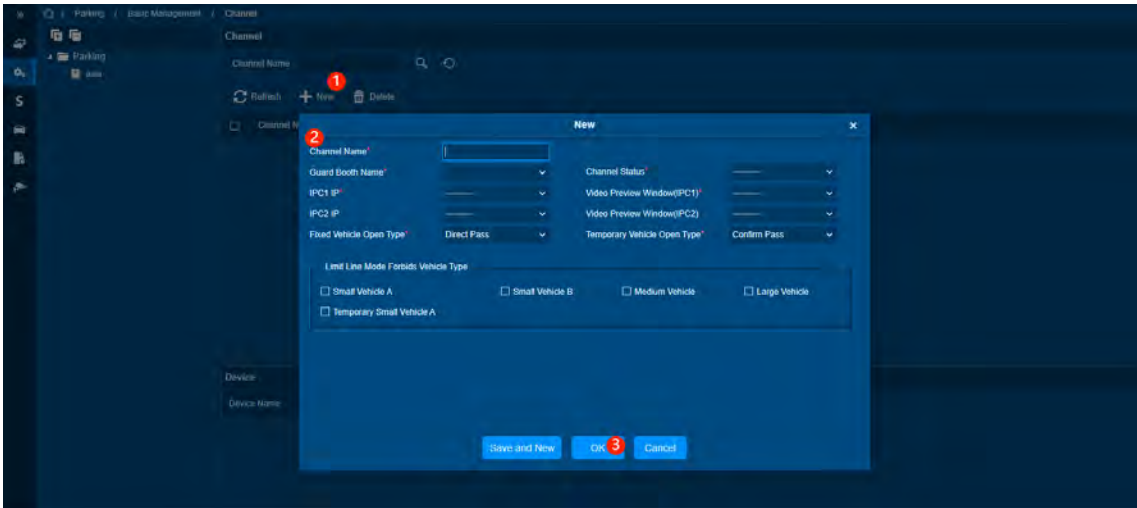 Parking / Basic Management / Channel
Channel
Parking
Channel Name
1
Refresh New Delete
Channel N
New ×
2
Channel Name*
Guard Booth Name* Channel Status* ---------
IPC1 IP* --------- Video Preview Window(IPC1)* ---------
IPC2 IP --------- Video Preview Window(IPC2) ---------
Fixed Vehicle Open Type* Direct Pass Temporary Vehicle Open Type* Confirm Pass
Limit Line Mode Forbids Vehicle Type
Small Vehicle A Small Vehicle B Medium Vehicle Large Vehicle
Temporary Small Vehicle A
Device
Device Name
Save and New OK 3 Cancel